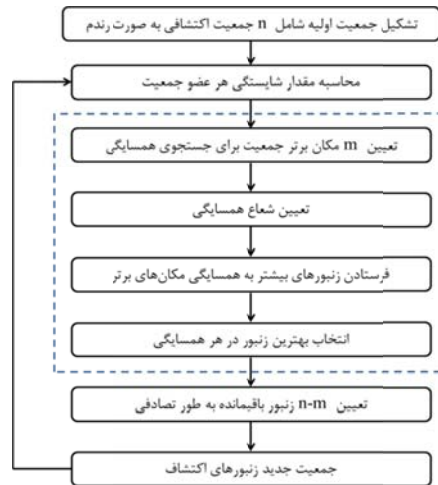 تشکیل جمعیت اولیه شامل n جمعیت اکتشافی به صورت رندم
محاسبه مقدار شایستگی هر عضو جمعیت
تعیین m مکان برتر جمعیت برای جستجوی همسایگی
تعیین شعاع همسایگی
فرستادن زنبورهای بیشتر به همسایگی مکان‌های برتر
انتخاب بهترین زنبور در هر همسایگی
تعیین n-m زنبور باقیمانده به طور تصادفی
جمعیت جدید زنبورهای اکتشاف